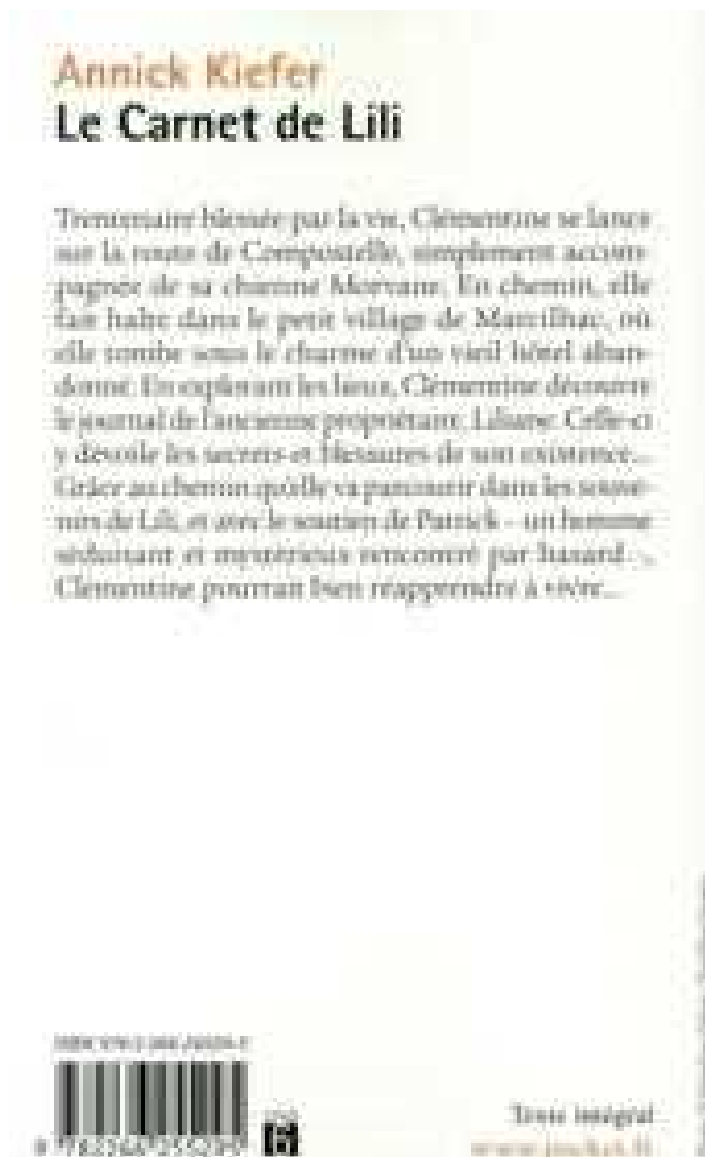 Annick Kiefer
Le Carnet de Lili
Trentenaire blessée par la vie, Clémentine se lance
sur la route de Compostelle, simplement accom-
pagnée de sa chienne Morvane. En chemin, elle
fait halte dans le petit village de Marcilhac, où
elle tombe sous le charme d'un vieil hôtel aban-
donné. En explorant les lieux, Clémentine découvre
le journal de l'ancienne propriétaire, Liliane. Celle-ci
y dévoile les secrets et blessures de son existence...
Grâce au chemin qu'elle va parcourir dans les souve-
nirs de Lili, et avec le soutien de Patrick – un homme
séduisant et mystérieux rencontré par hasard –,
Clémentine pourrait bien réapprendre à vivre...
ISBN
Texte intégral
www.pocket.fr